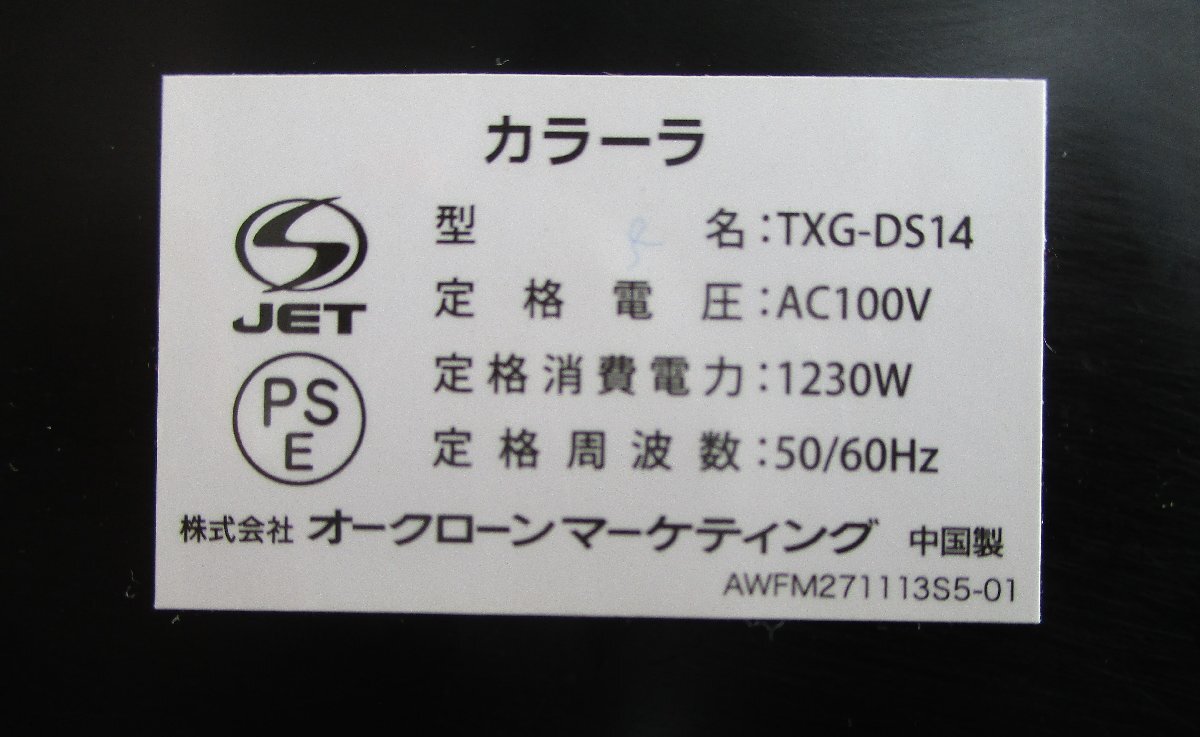 カラーラ
JET
PSE
型名：TXG-DS14
定格電圧：AC100V
定格消費電力：1230W
定格周波数：50/60Hz
株式会社 オークローンマーケティング 中国製
AWFM271113S5-01